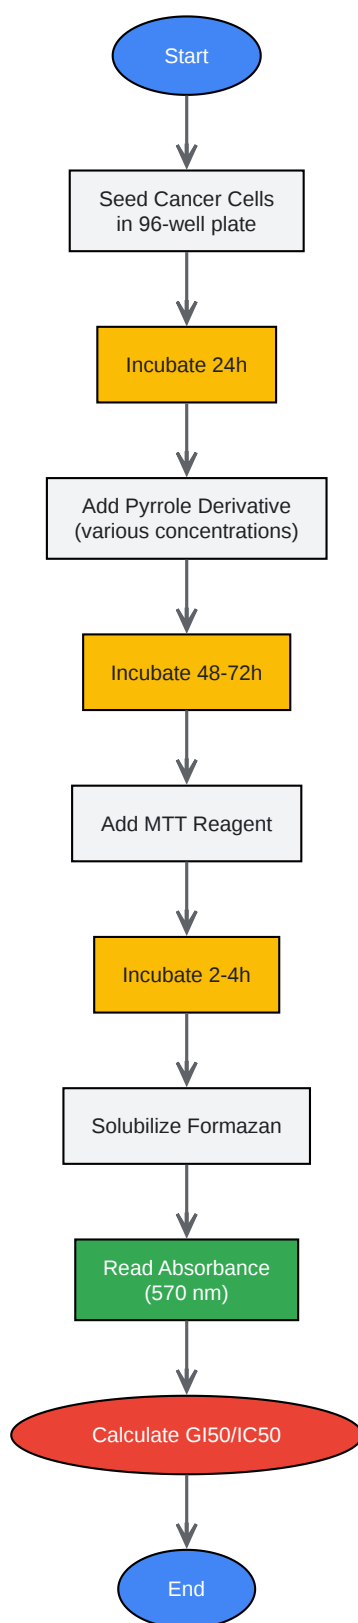 Start
Seed Cancer Cells
in 96-well plate
Incubate 24h
Add Pyrrole Derivative
(various concentrations)
Incubate 48-72h
Add MTT Reagent
Incubate 2-4h
Solubilize Formazan
Read Absorbance
(570 nm)
Calculate GI50/IC50
End